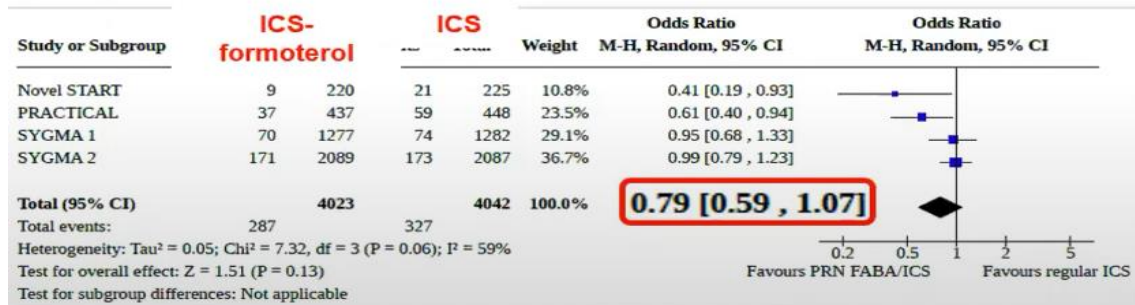 ICS-formoterol ICS Odds Ratio Odds Ratio
Study or Subgroup Weight M-H, Random, 95% CI M-H, Random, 95% CI
Novel START 9 220 21 225 10.8% 0.41 [0.19 , 0.93]
PRACTICAL 37 437 59 448 23.5% 0.61 [0.40 , 0.94]
SYGMA 1 70 1277 74 1282 29.1% 0.95 [0.68 , 1.33]
SYGMA 2 171 2089 173 2087 36.7% 0.99 [0.79 , 1.23]
Total (95% CI) 4023 4042 100.0% 0.79 [0.59 , 1.07]
Total events: 287 327
Heterogeneity: Tau² = 0.05; Chi² = 7.32, df = 3 (P = 0.06); I² = 59%
Test for overall effect: Z = 1.51 (P = 0.13)
Test for subgroup differences: Not applicable
0.2 0.5 1 2 5
Favours PRN FABA/ICS Favours regular ICS